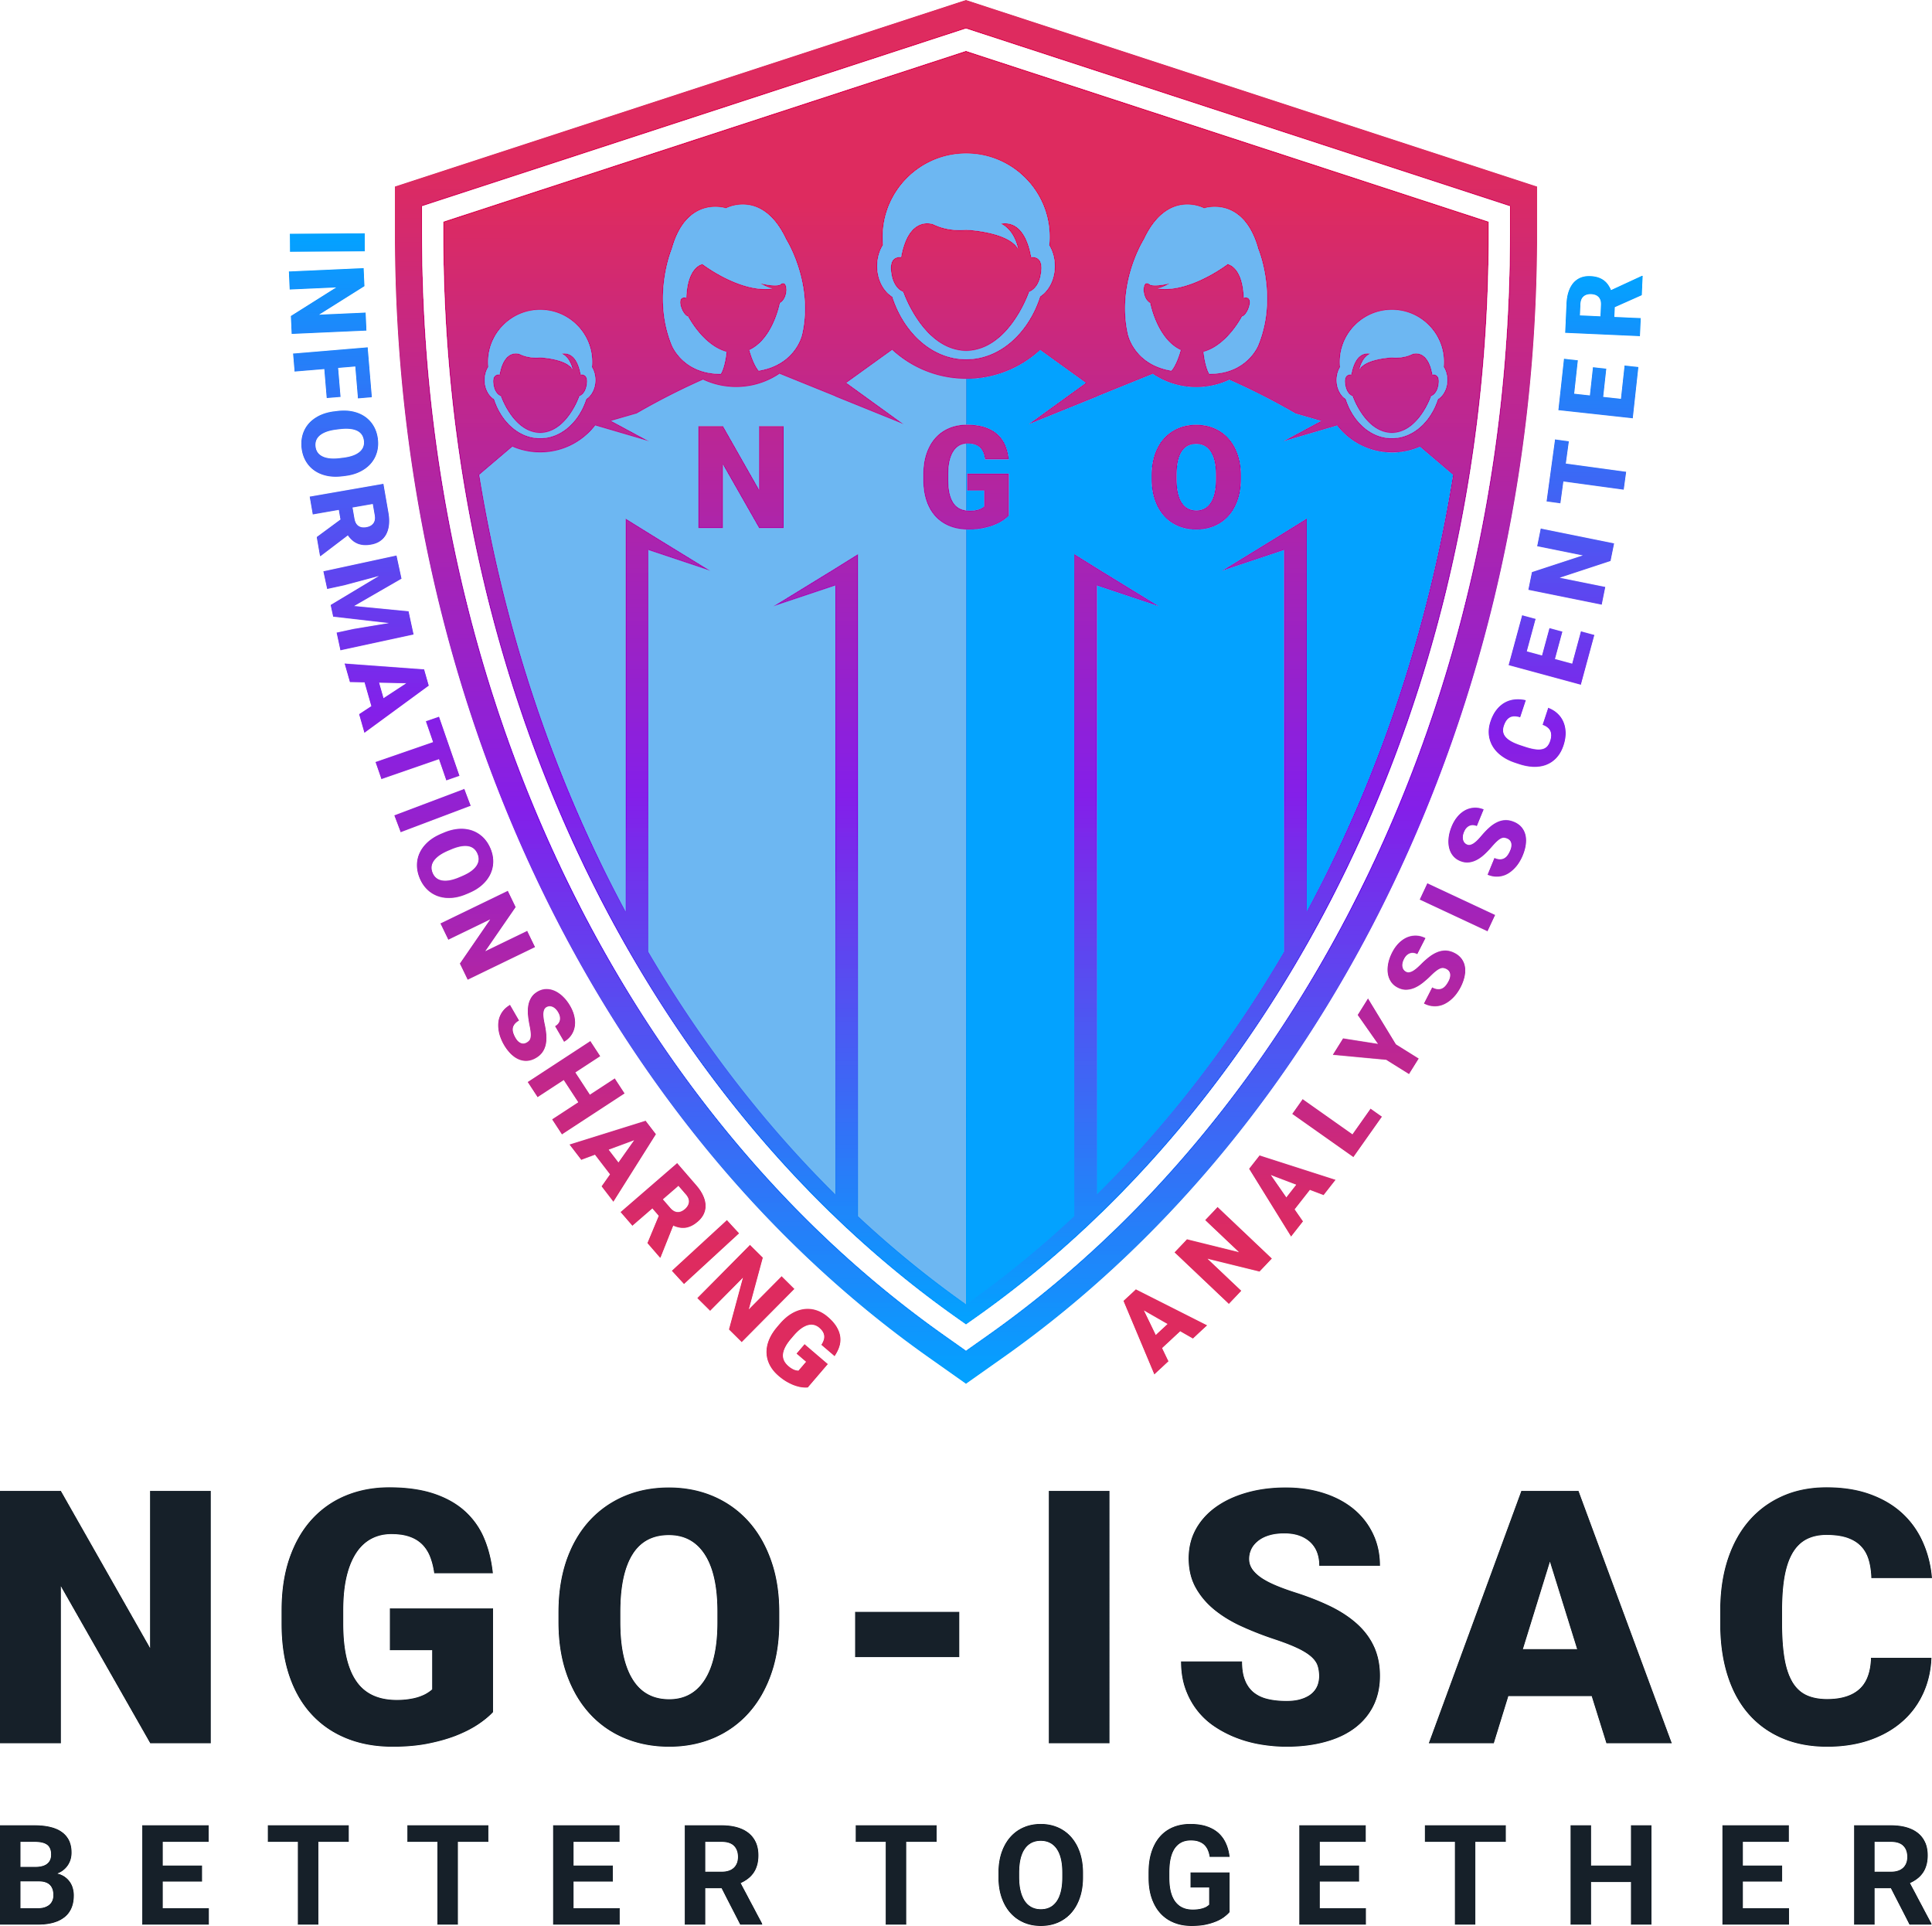 NGO
INFORMATION SHARING
ANALYSIS CENTER
NGO-ISAC
BETTER TOGETHER